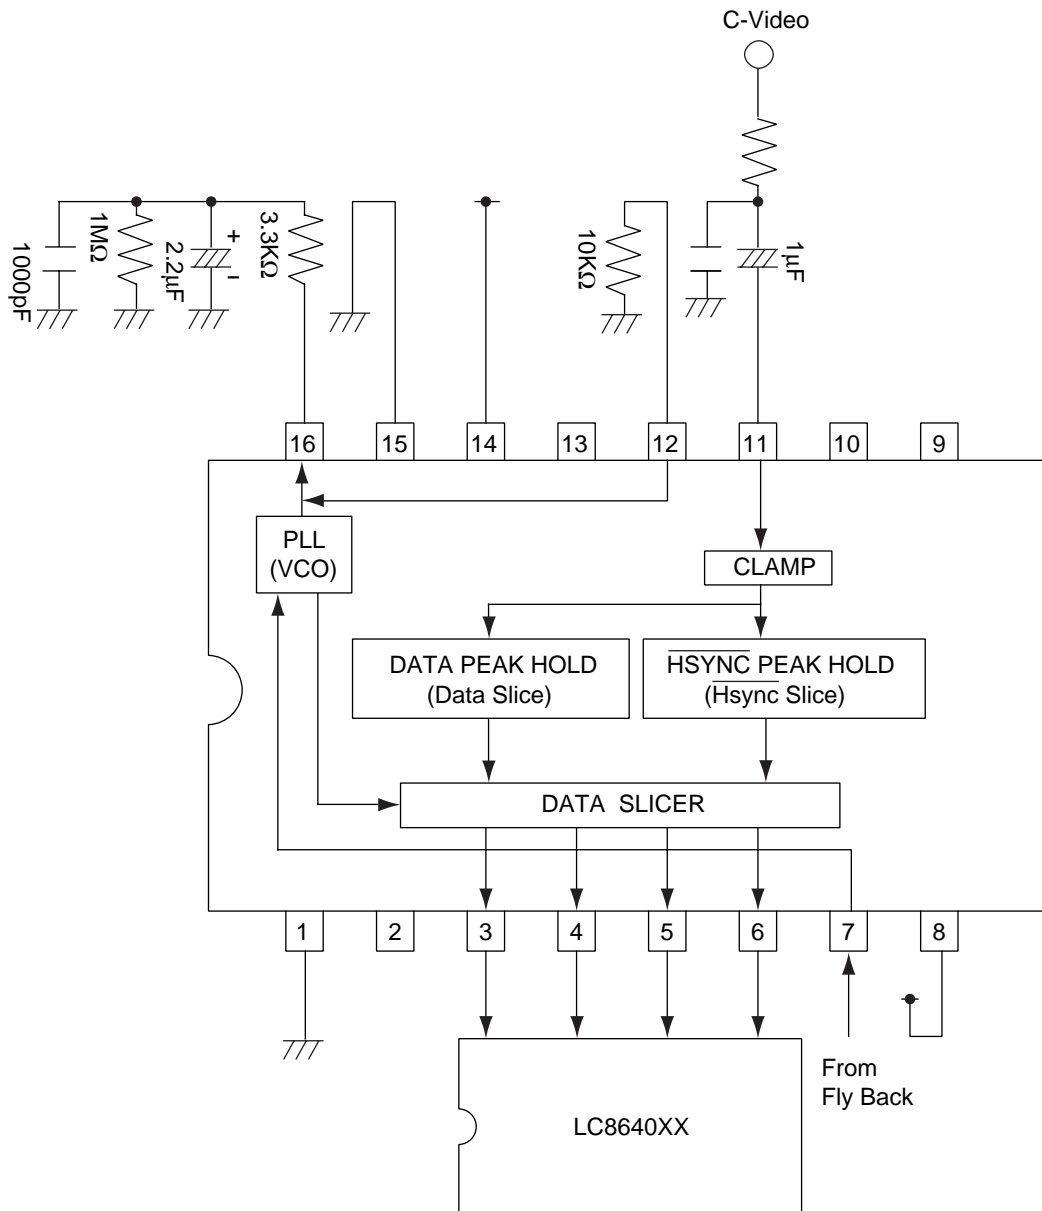 C-Video
1000pF
1MΩ
2.2μF
+
-
3.3KΩ
10KΩ
1μF
16 15 14 13 12 11 10 9
PLL
(VCO)
CLAMP
DATA PEAK HOLD
(Data Slice)
H̅S̅Y̅N̅C̅ PEAK HOLD
(H̅s̅y̅n̅c̅ Slice)
DATA SLICER
1 2 3 4 5 6 7 8
From
Fly Back
LC8640XX